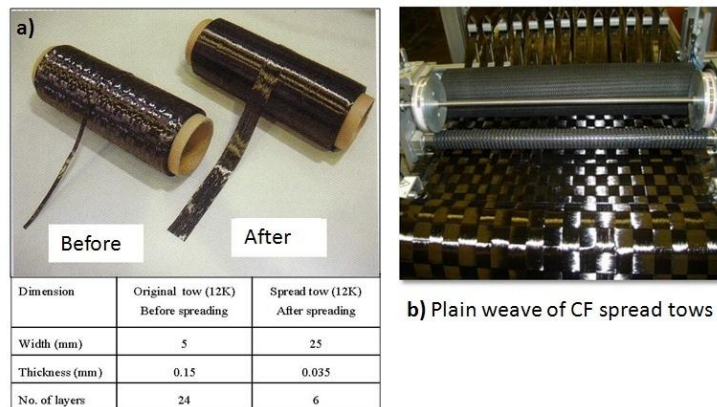 a)
Before
After
Dimension
Original tow (12K)
Before spreading
Spread tow (12K)
After spreading
Width (mm)
5
25
Thickness (mm)
0.15
0.035
No. of layers
24
6
b) Plain weave of CF spread tows